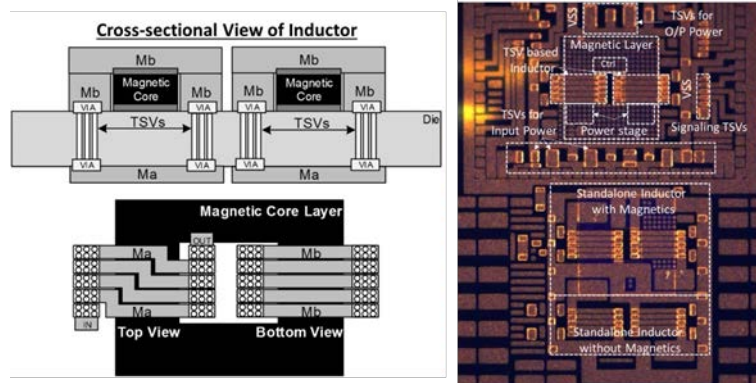 Cross-sectional View of Inductor
Mb
Mb
Magnetic
Core
Mb
Mb
Magnetic
Core
Mb
Mb
VIA
VIA
VIA
VIA
TSVs
TSVs
Die
VIA
VIA
VIA
VIA
Ma
Ma
Magnetic Core Layer
OUT
Ma
Mb
Ma
Mb
IN
Top View
Bottom View
VSS
TSVs for
O/P Power
Magnetic Layer
TSV based
Inductor
Ctrl
VSS
TSVs for
Input Power
Power stage
Signaling TSVs
Standalone Inductor
with Magnetics
Standalone Inductor
without Magnetics